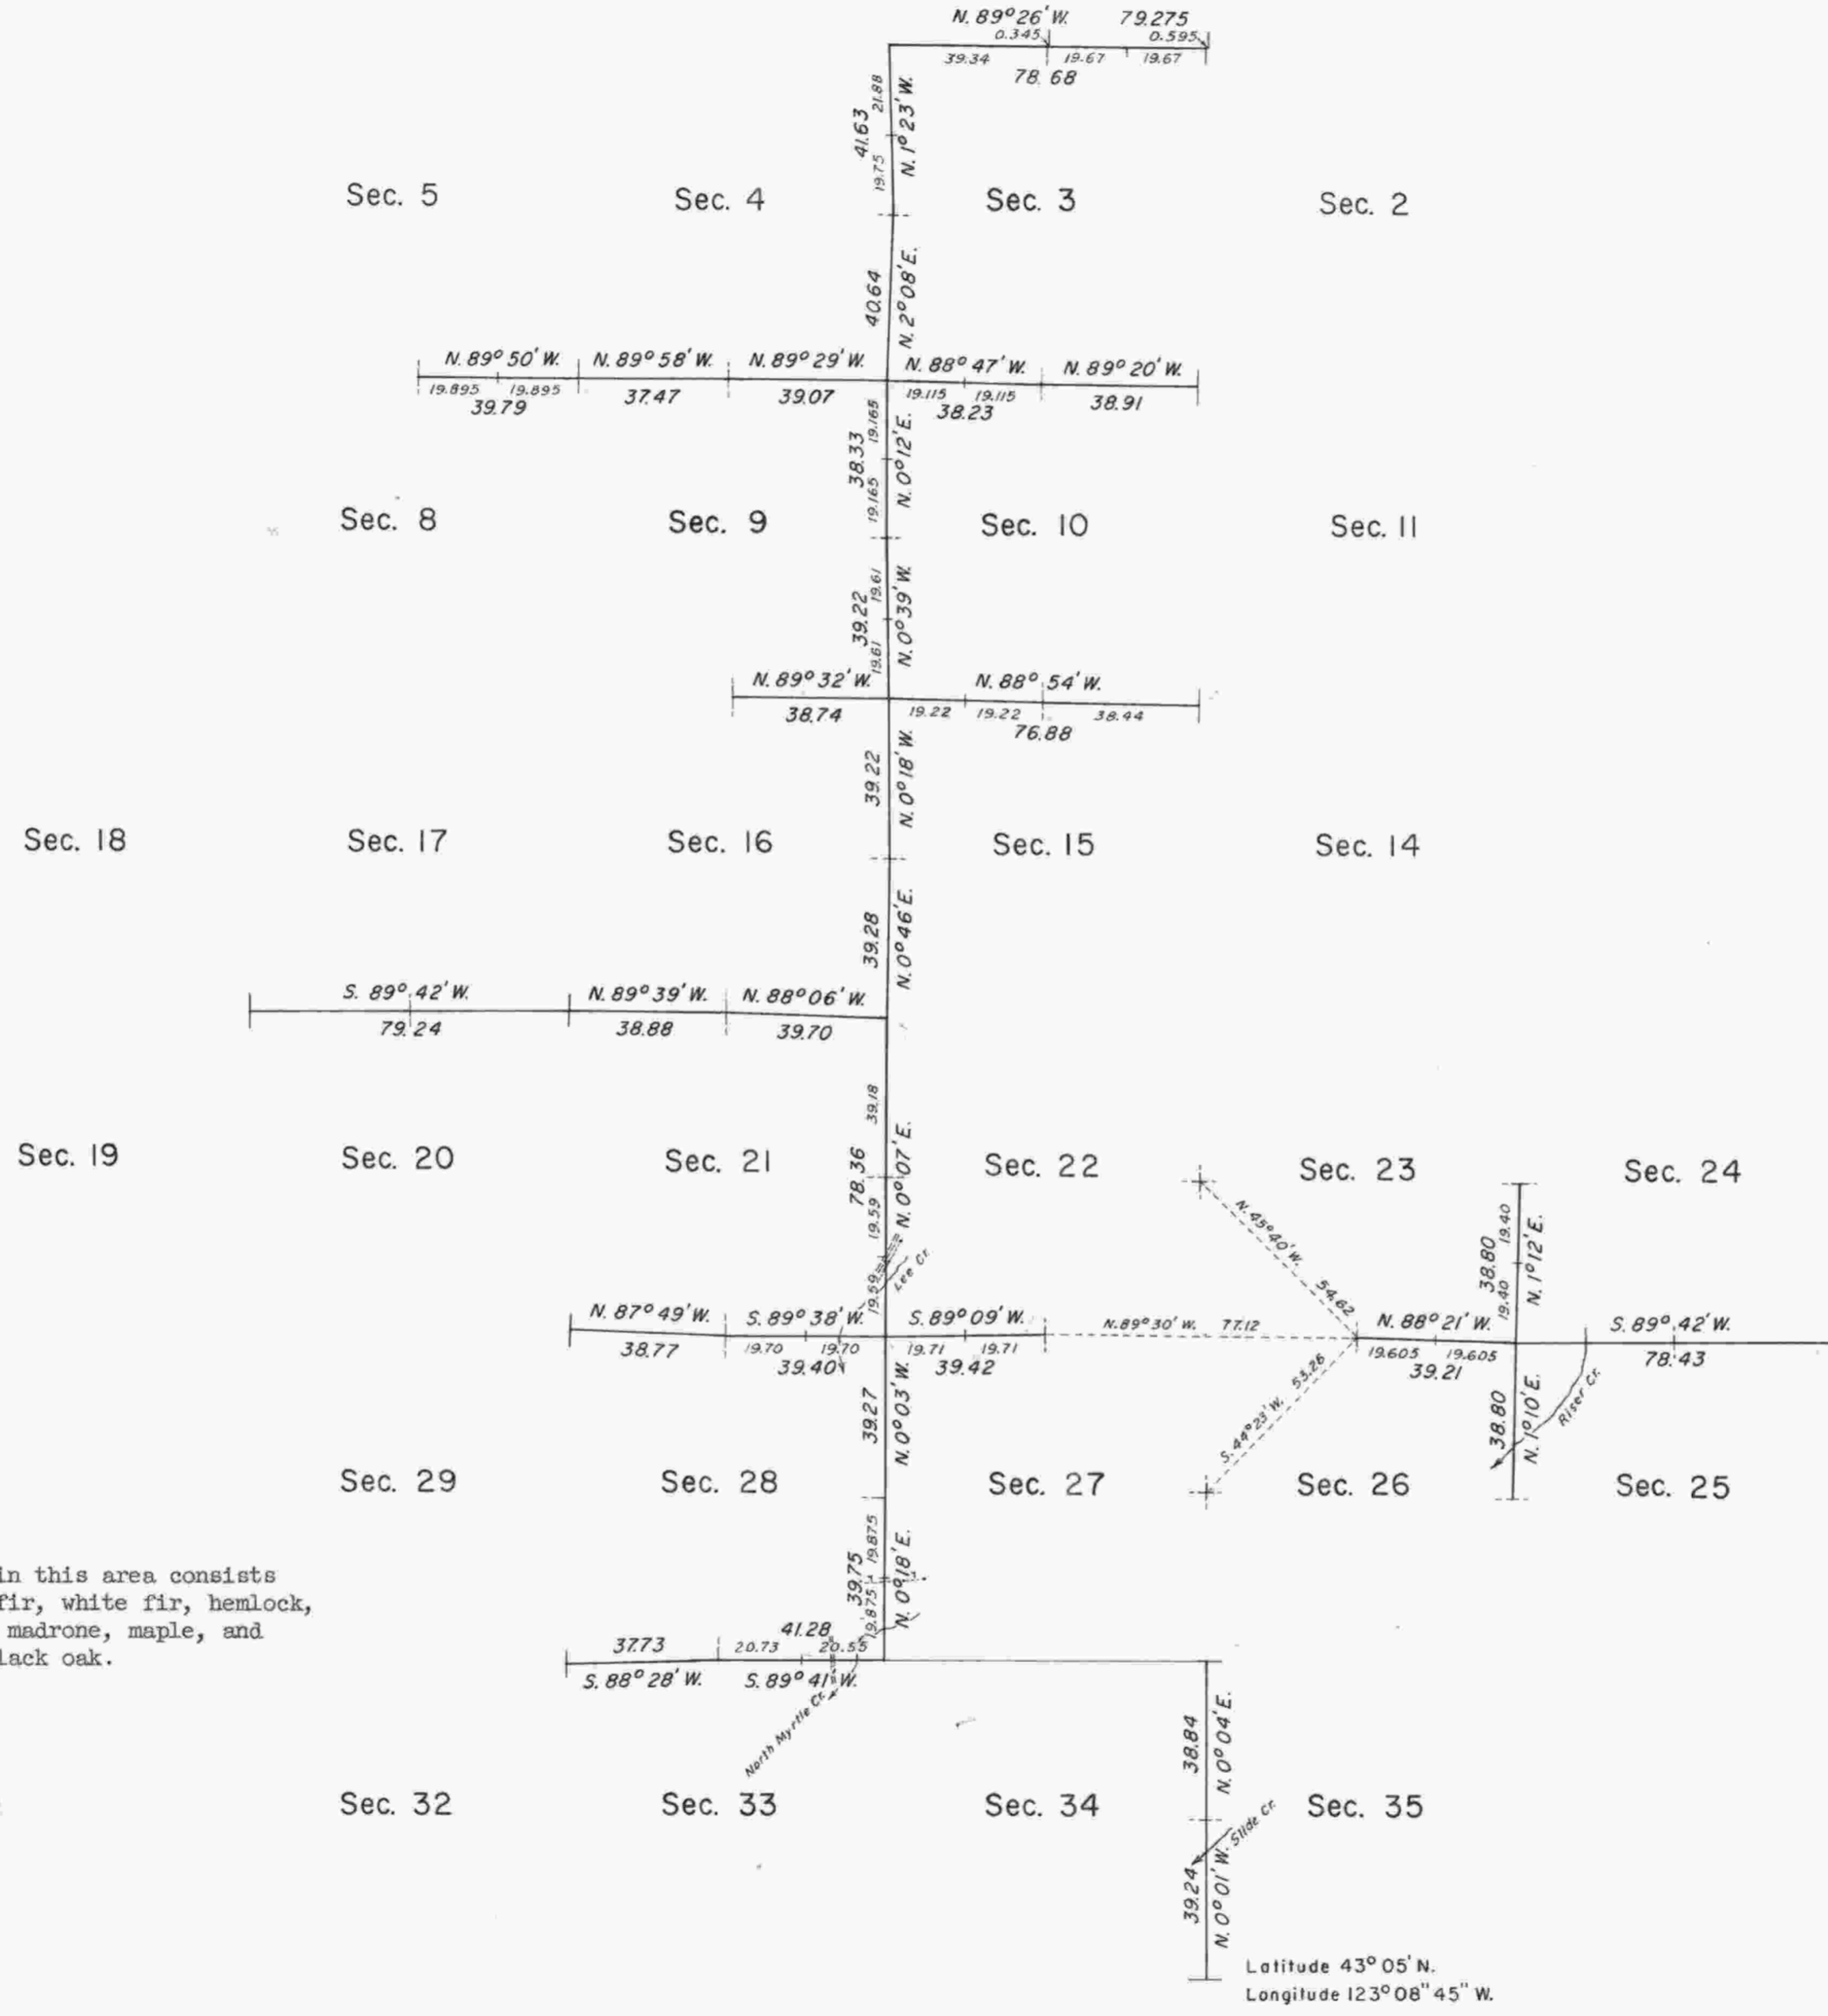 N. 89° 26' W. 79.275
0.345 0.595
39.34 19.67 19.67
78.68
41.63
21.88
19.75
N. 1° 23' W.
Sec. 5 Sec. 4 Sec. 3 Sec. 2
40.64
N. 2° 08' E.
N. 89° 50' W. N. 89° 58' W. N. 89° 29' W. N. 88° 47' W. N. 89° 20' W.
19.895 19.895 19.115 19.115
39.79 37.47 39.07 38.23 38.91
38.33
19.165
19.165
N. 0° 12' E.
Sec. 8 Sec. 9 Sec. 10 Sec. 11
39.22
19.61
19.61
N. 0° 39' W.
N. 89° 32' W. N. 88° 54' W.
38.74 19.22 19.22 38.44
76.88
39.22
N. 0° 18' W.
Sec. 18 Sec. 17 Sec. 16 Sec. 15 Sec. 14
39.28
N. 0° 46' E.
S. 89° 42' W. N. 89° 39' W. N. 88° 06' W.
79.24 38.88 39.70
39.18
78.36
N. 0° 07' E.
19.59
19.59
Lee Cr.
Sec. 19 Sec. 20 Sec. 21 Sec. 22 Sec. 23 Sec. 24
N. 45° 40' W. 54.62
38.80
19.40
19.40
N. 1° 12' E.
N. 87° 49' W. S. 89° 38' W. S. 89° 09' W. N. 89° 30' W. 77.12 N. 88° 21' W. S. 89° 42' W.
38.77 19.70 19.70 19.71 19.71 19.605 19.605 78.43
39.40 39.42 39.21
S. 44° 23' W. 53.26
39.27
N. 0° 03' W.
38.80
N. 1° 10' E.
Riser Cr.
Sec. 29 Sec. 28 Sec. 27 Sec. 26 Sec. 25
39.75
19.875
19.875
N. 0° 18' E.
in this area consists
fir, white fir, hemlock,
madrone, maple, and
lack oak.
41.28
37.73 20.73 20.55
S. 88° 28' W. S. 89° 41' W.
North Myrtle Cr.
38.84
N. 0° 04' E.
Sec. 32 Sec. 33 Sec. 34 Sec. 35
Slide Cr.
39.24
N. 0° 01' W.
Latitude 43° 05' N.
Longitude 123° 08" 45" W.